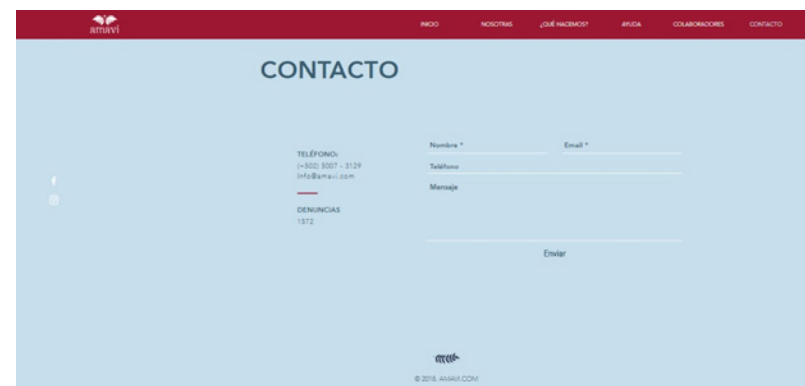 amavi
INICIO NOSOTRAS ¿QUÉ HACEMOS? AYUDA COLABORADORES CONTACTO
CONTACTO
TELÉFONO:
(+502) 5007 - 3129
Info@amavi.com
DENUNCIAS
1572
Nombre * Email *
Teléfono
Mensaje
Enviar
© 2018. AMAVI.COM